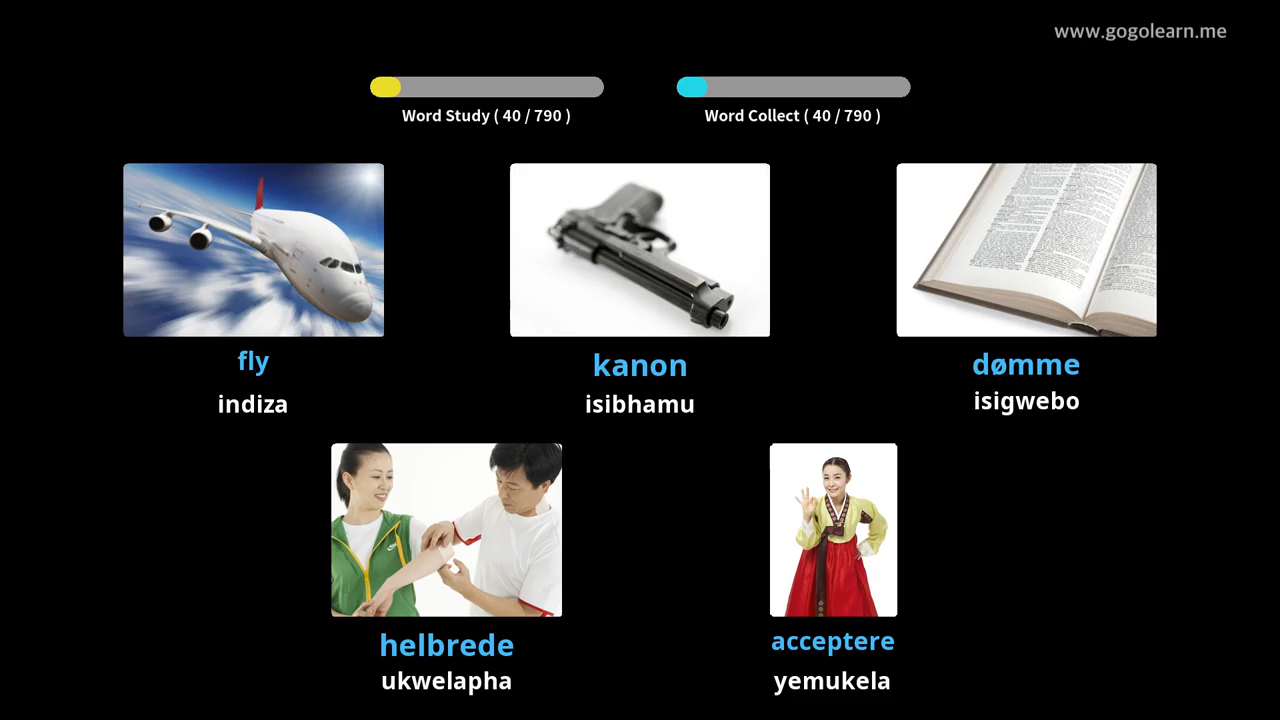 www.gogolearn.me
Word Study ( 40 / 790 )
Word Collect ( 40 / 790 )
fly
indiza
kanon
isibhamu
dømme
isigwebo
helbrede
ukwelapha
acceptere
yemukela